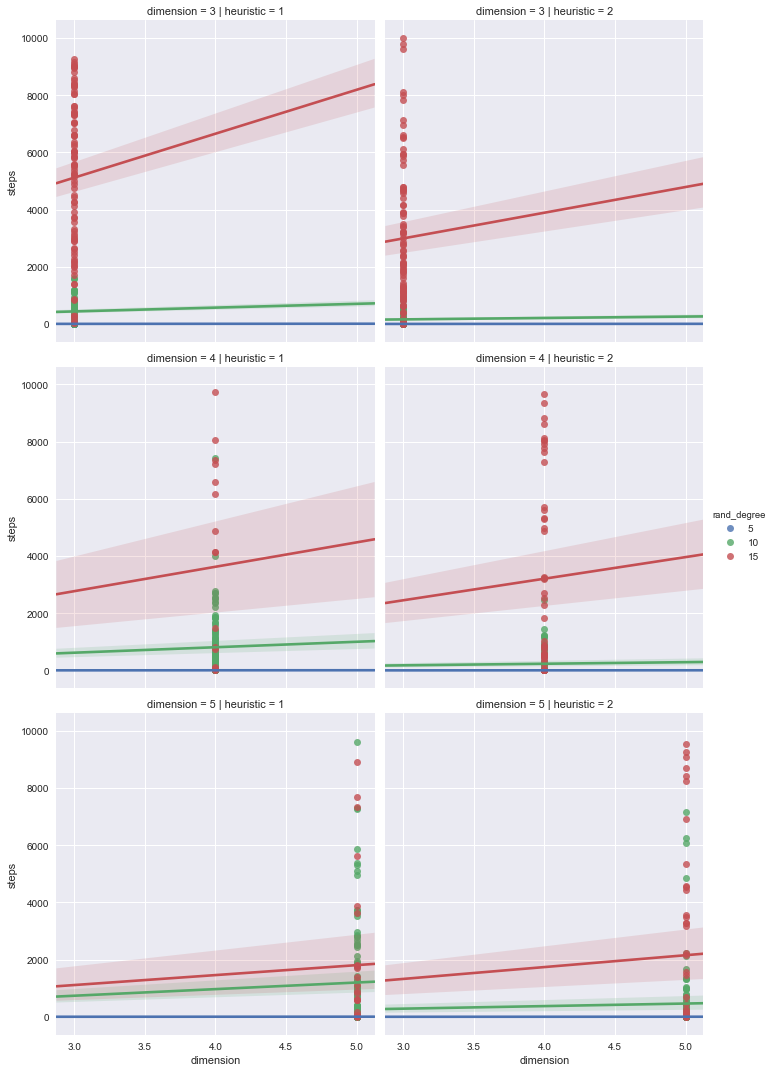 dimension = 3 | heuristic = 1
dimension = 3 | heuristic = 2
10000
8000
6000
4000
2000
0
steps
dimension = 4 | heuristic = 1
dimension = 4 | heuristic = 2
10000
8000
6000
4000
2000
0
steps
rand_degree
5
10
15
dimension = 5 | heuristic = 1
dimension = 5 | heuristic = 2
10000
8000
6000
4000
2000
0
steps
3.0 3.5 4.0 4.5 5.0
dimension
3.0 3.5 4.0 4.5 5.0
dimension